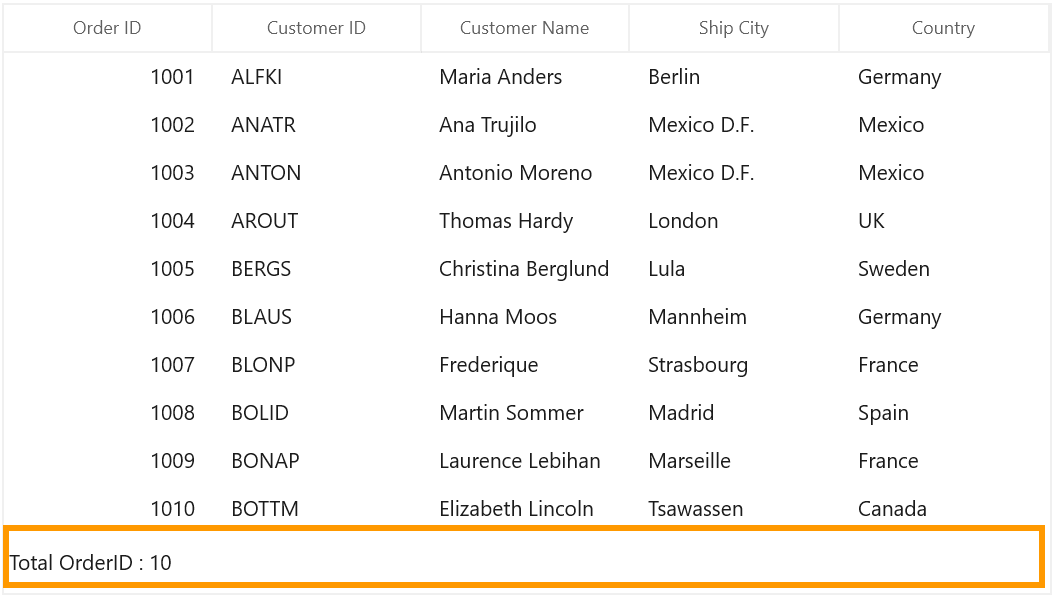 Order ID Customer ID Customer Name Ship City Country
1001 ALFKI Maria Anders Berlin Germany
1002 ANATR Ana Trujilo Mexico D.F. Mexico
1003 ANTON Antonio Moreno Mexico D.F. Mexico
1004 AROUT Thomas Hardy London UK
1005 BERGS Christina Berglund Lula Sweden
1006 BLAUS Hanna Moos Mannheim Germany
1007 BLONP Frederique Strasbourg France
1008 BOLID Martin Sommer Madrid Spain
1009 BONAP Laurence Lebihan Marseille France
1010 BOTTM Elizabeth Lincoln Tsawassen Canada
Total OrderID : 10